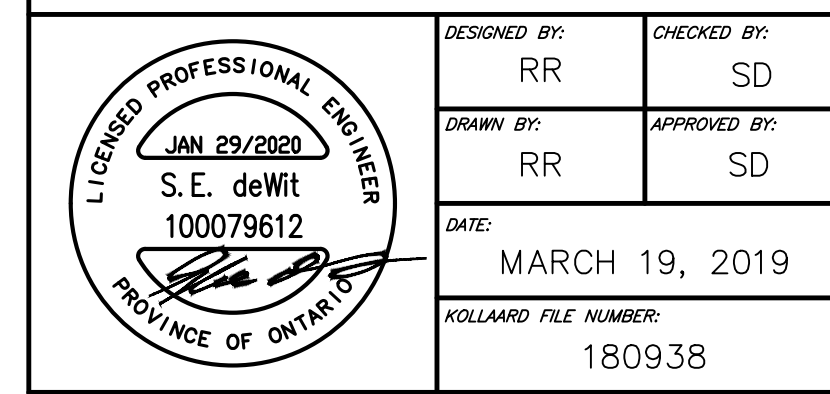 LICENSED PROFESSIONAL ENGINEER
JAN 29/2020
S. E. deWit
100079612
PROVINCE OF ONTARIO
DESIGNED BY:
RR
CHECKED BY:
SD
DRAWN BY:
RR
APPROVED BY:
SD
DATE:
MARCH 19, 2019
KOLLAARD FILE NUMBER:
180938